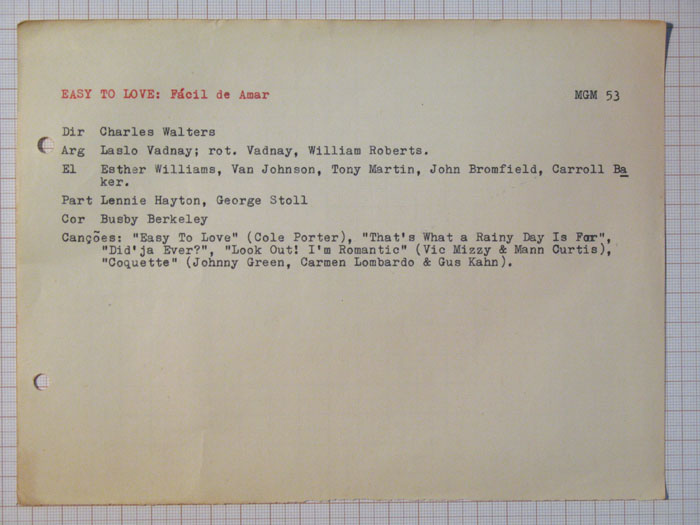 EASY TO LOVE: Fácil de Amar MGM 53
Dir Charles Walters
Arg Laslo Vadnay; rot. Vadnay, William Roberts.
El Esther Williams, Van Johnson, Tony Martin, John Bromfield, Carroll Ba
ker.
Part Lennie Hayton, George Stoll
Cor Busby Berkeley
Canções: "Easy To Love" (Cole Porter), "That's What a Rainy Day Is For",
"Did'ja Ever?", "Look Out! I'm Romantic" (Vic Mizzy & Mann Curtis),
"Coquette" (Johnny Green, Carmen Lombardo & Gus Kahn).